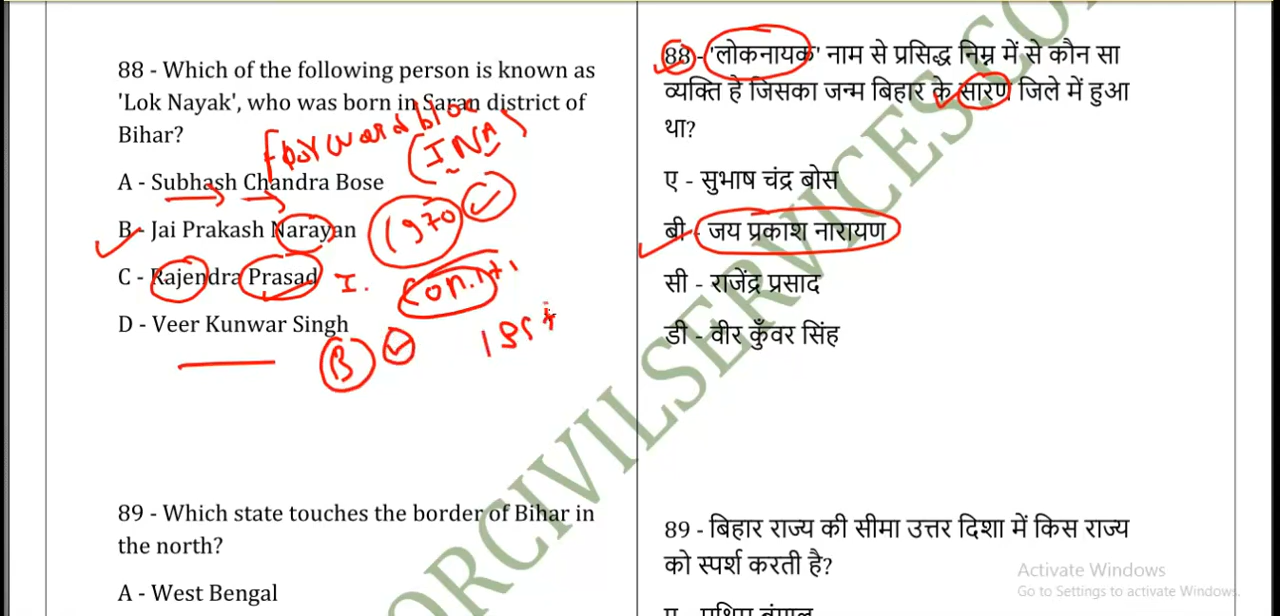 88 - Which of the following person is known as
'Lok Nayak', who was born in Saran district of
Bihar?
forward bloc
(INA)
A - Subhash Chandra Bose
B - Jai Prakash Narayan
1970
C - Rajendra Prasad
I.
D - Veer Kunwar Singh
B
89 - Which state touches the border of Bihar in
the north?
A - West Bengal
88 - 'लोकनायक' नाम से प्रसिद्ध निम्न में से कौन सा
व्यक्ति है जिसका जन्म बिहार के सारण जिले में हुआ
था?
ए - सुभाष चंद्र बोस
बी - जय प्रकाश नारायण
सी - राजेंद्र प्रसाद
डी - वीर कुँवर सिंह
89 - बिहार राज्य की सीमा उत्तर दिशा में किस राज्य
को स्पर्श करती है?
ए - पश्चिम बंगाल
ORCIVILSERVICES.CO
Activate Windows
Go to Settings to activate Windows.